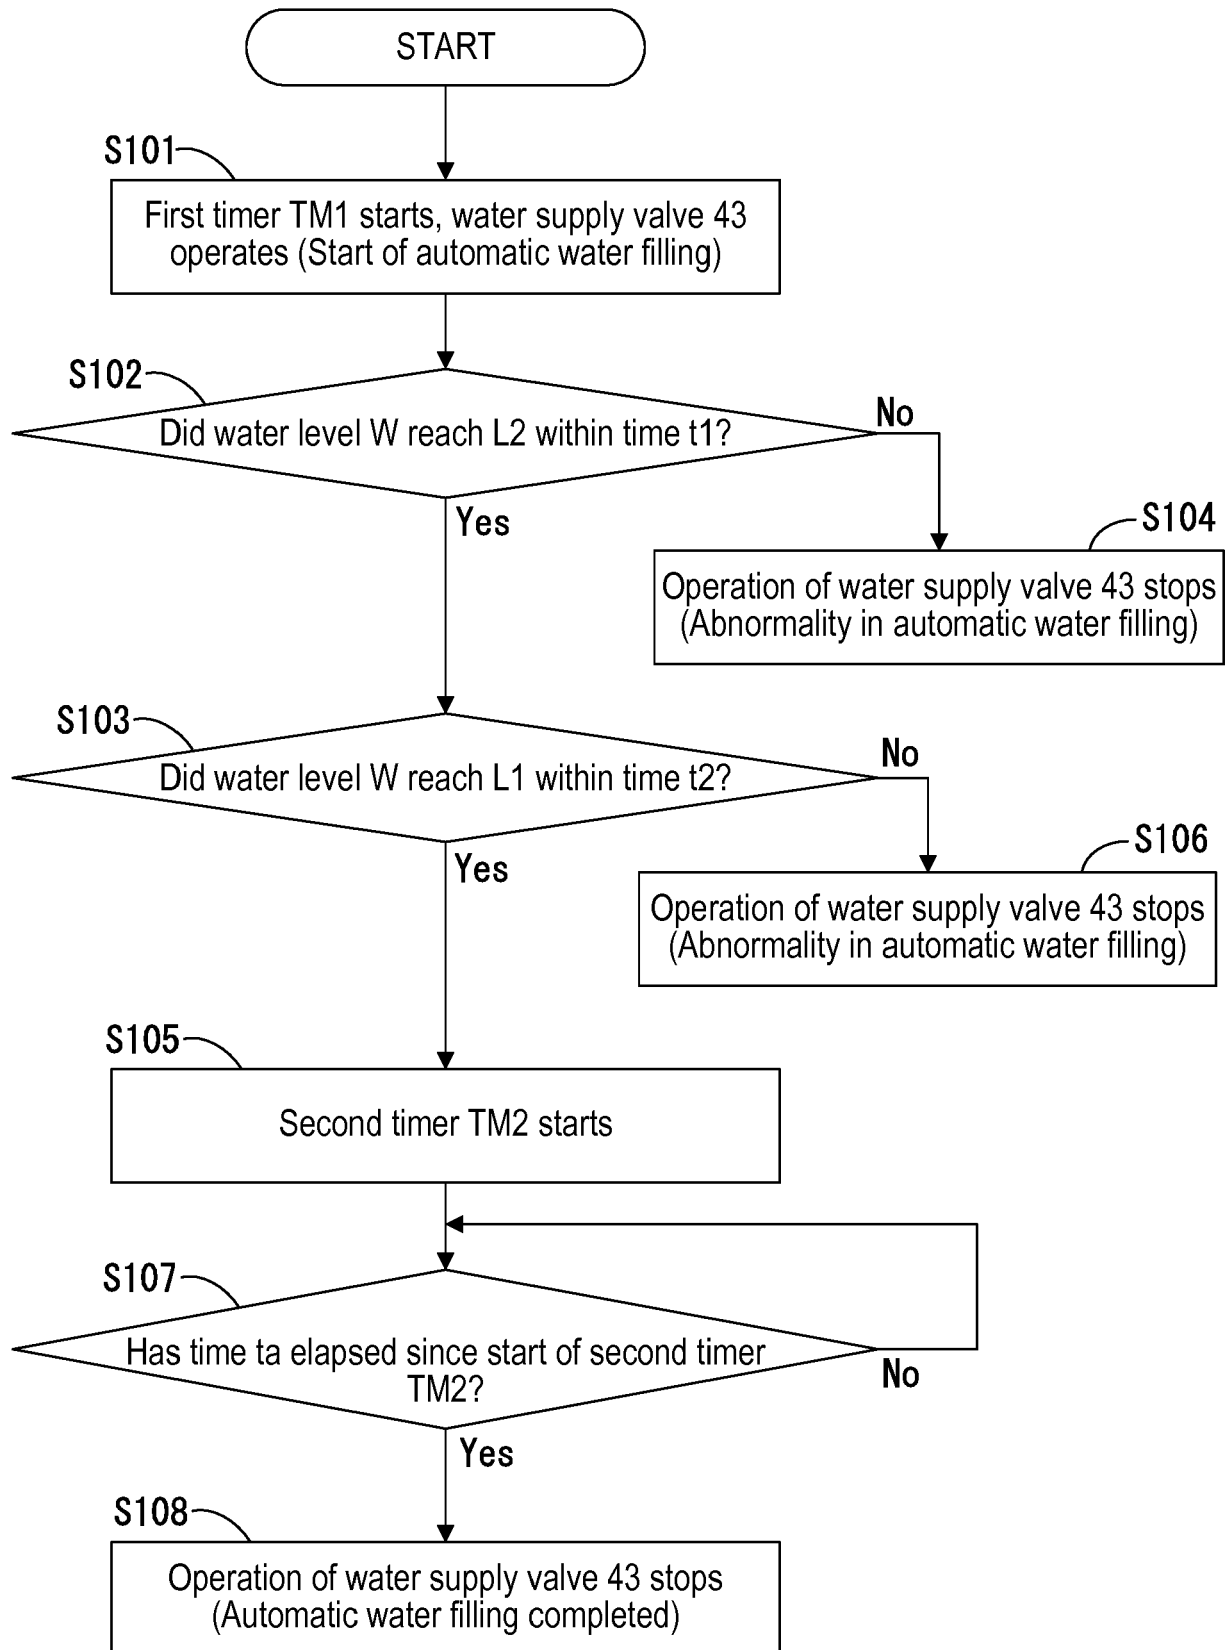 START
S101
First timer TM1 starts, water supply valve 43
operates (Start of automatic water filling)
S102
Did water level W reach L2 within time t1?
No
Yes
S104
Operation of water supply valve 43 stops
(Abnormality in automatic water filling)
S103
Did water level W reach L1 within time t2?
No
Yes
S106
Operation of water supply valve 43 stops
(Abnormality in automatic water filling)
S105
Second timer TM2 starts
S107
Has time ta elapsed since start of second timer
TM2?
No
Yes
S108
Operation of water supply valve 43 stops
(Automatic water filling completed)